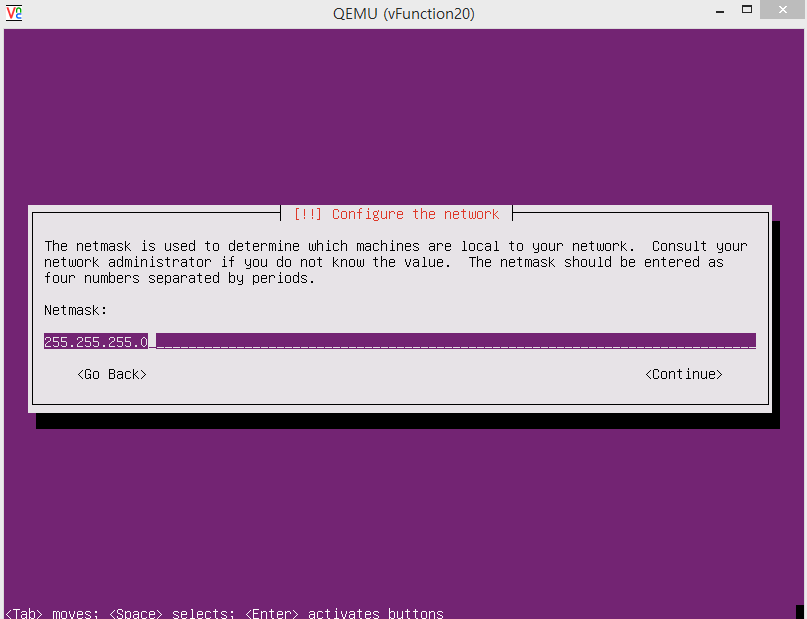 QEMU (vFunction20)
[!!] Configure the network
The netmask is used to determine which machines are local to your network.  Consult your
network administrator if you do not know the value.  The netmask should be entered as
four numbers separated by periods.
Netmask:
255.255.255.0
<Go Back> <Continue>
<Tab> moves; <Space> selects; <Enter> activates buttons